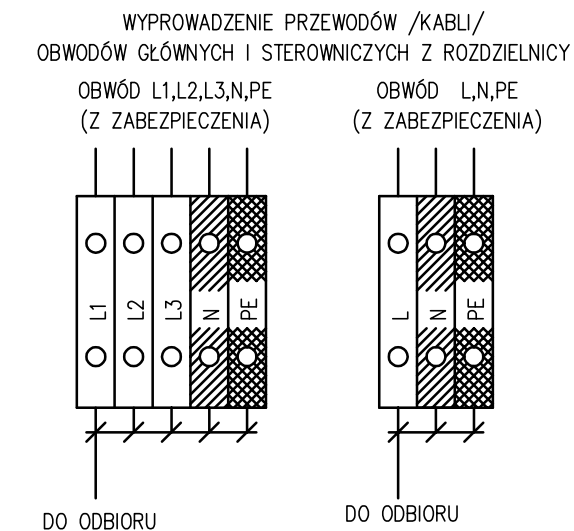 WYPROWADZENIE PRZEWODÓW /KABLI/
OBWODÓW GŁÓWNYCH I STEROWNICZYCH Z ROZDZIELNICY
OBWÓD L1,L2,L3,N,PE
(Z ZABEZPIECZENIA)
OBWÓD L,N,PE
(Z ZABEZPIECZENIA)
L1
L2
L3
N
PE
L
N
PE
DO ODBIORU
DO ODBIORU